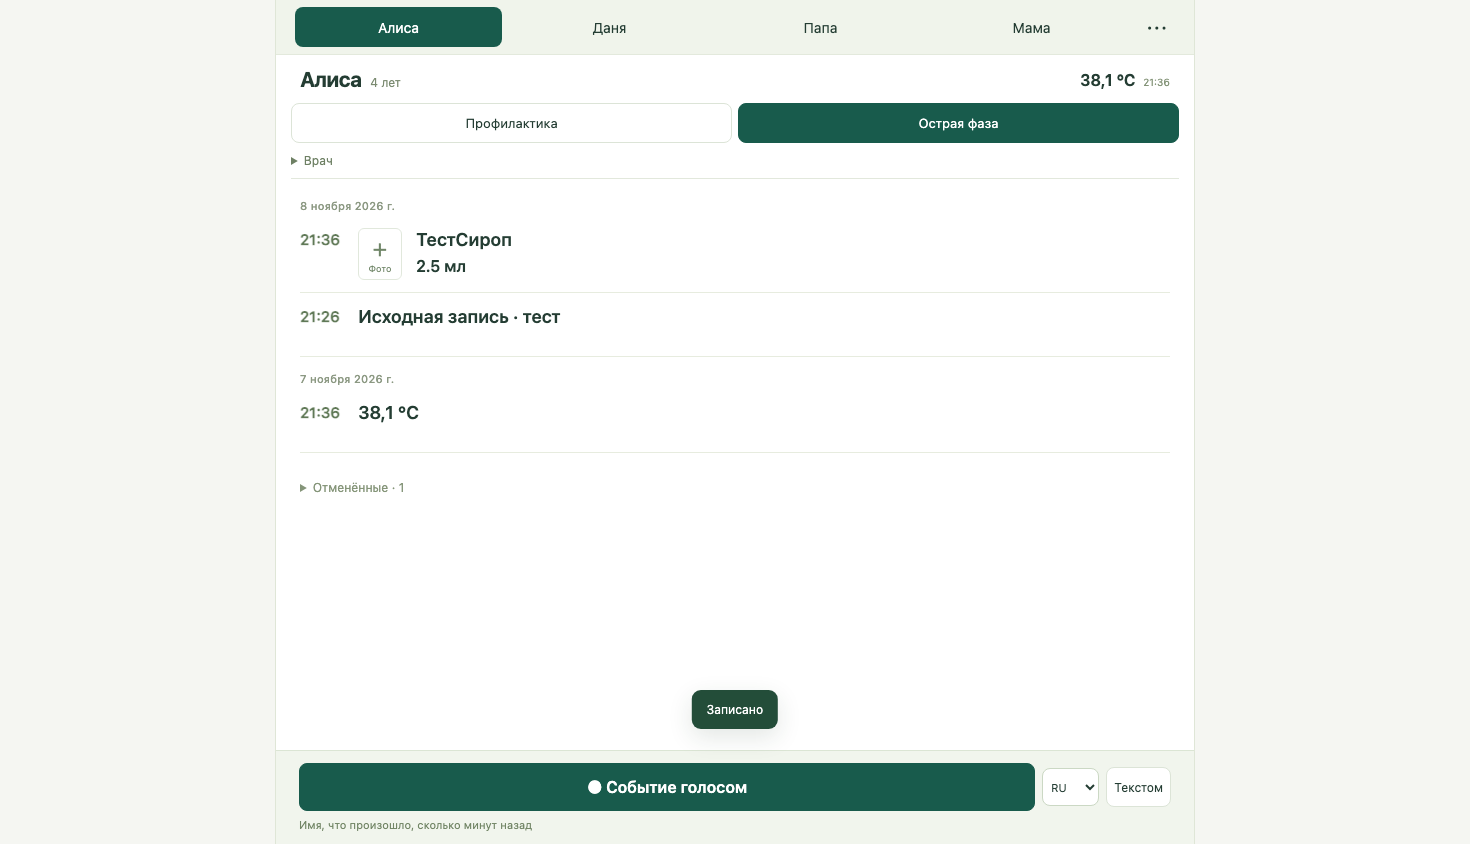 Алиса Даня Папа Мама ...
Алиса 4 лет 38,1 °C 21:36
Профилактика Острая фаза
Врач
8 ноября 2026 г.
21:36 + ТестСироп
Фото 2.5 мл
21:26 Исходная запись · тест
7 ноября 2026 г.
21:36 38,1 °C
Отменённые · 1
Записано
Событие голосом RU Текстом
Имя, что произошло, сколько минут назад